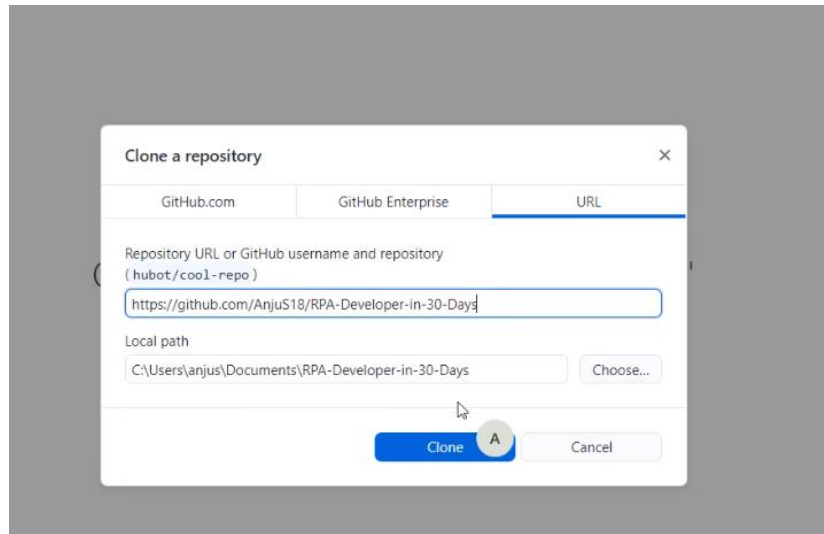 Clone a repository
GitHub.com GitHub Enterprise URL
Repository URL or GitHub username and repository
(hubot/cool-repo)
https://github.com/AnjuS18/RPA-Developer-in-30-Days
Local path
C:\Users\anjus\Documents\RPA-Developer-in-30-Days Choose...
Clone A Cancel